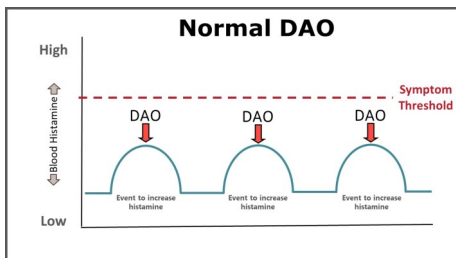 Normal DAO
High
Symptom
Threshold
Blood Histamine
DAO
DAO
DAO
Event to increase
histamine
Event to increase
histamine
Event to increase
histamine
Low